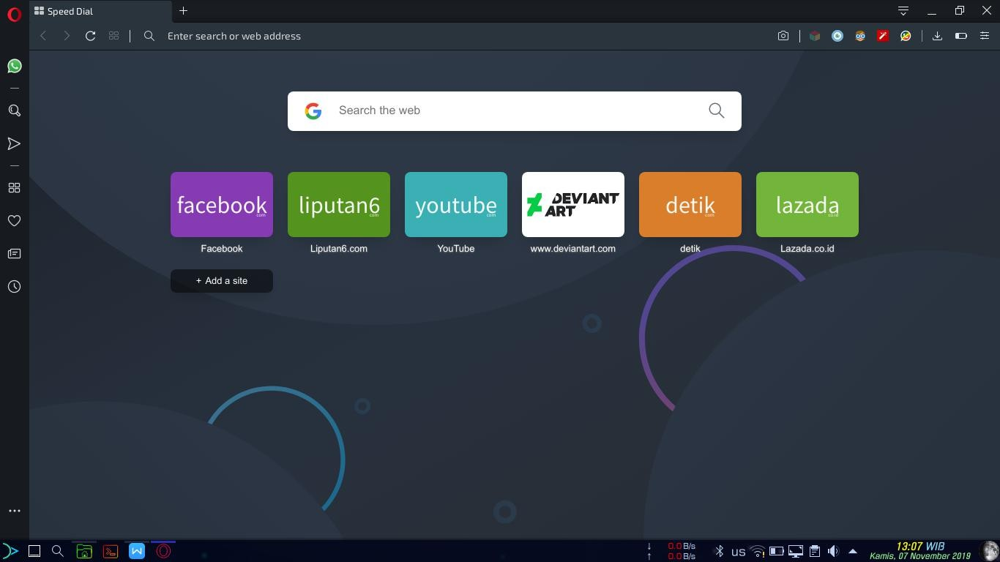 Speed Dial
Enter search or web address
Search the web
facebook
com
liputan6
com
youtube
com
DEVIANT
ART
detik
com
lazada
co.id
Facebook
Liputan6.com
YouTube
www.deviantart.com
detik
Lazada.co.id
+ Add a site
↓ 0.0 B/s
↑ 0.0 B/s
us
13:07 WIB
Kamis, 07 November 2019